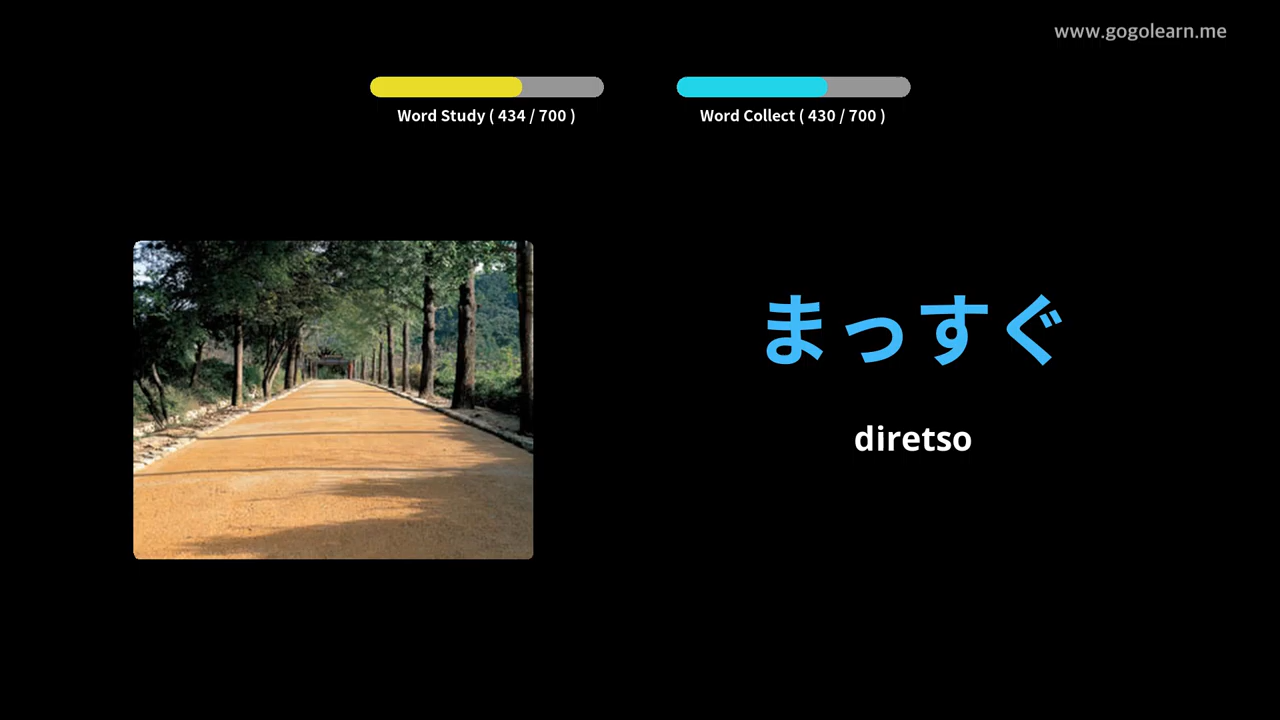 www.gogolearn.me
Word Study ( 434 / 700 )
Word Collect ( 430 / 700 )
まっすぐ
diretso